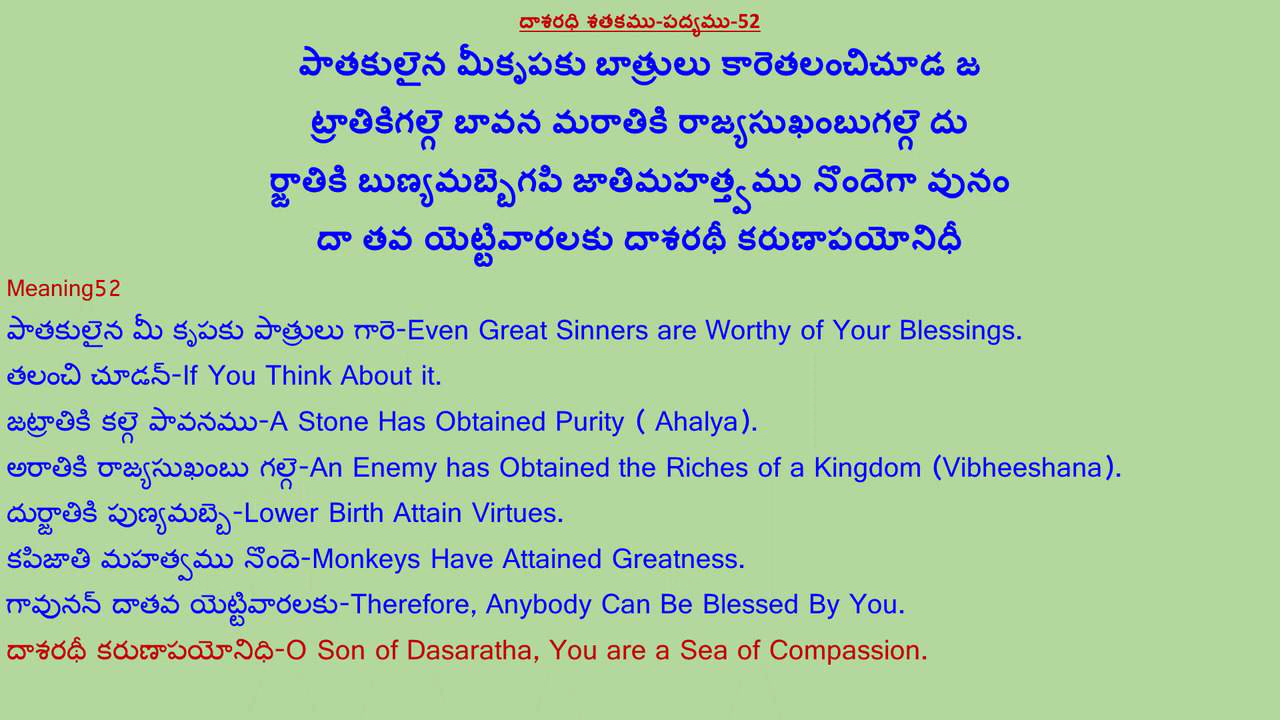 దాశరధి శతకము-పద్యము-52
పాతకులైన మీకృపకు బాత్రులు కారెతలంచిచూడ జ
ట్రాతికిగల్గె బావన మరాతికి రాజ్యసుఖంబుగల్గె దు
ర్జాతికి బుణ్యమబ్బెగపి జాతిమహత్త్వము నొందెగా వునం
దా తవ యెట్టివారలకు దాశరథీ కరుణాపయోనిధీ
Meaning52
పాతకులైన మీ కృపకు పాత్రులు గారె-Even Great Sinners are Worthy of Your Blessings.
తలంచి చూడన్-If You Think About it.
జట్రాతికి కల్గె పావనము-A Stone Has Obtained Purity ( Ahalya).
అరాతికి రాజ్యసుఖంబు గల్గె-An Enemy has Obtained the Riches of a Kingdom (Vibheeshana).
దుర్జాతికి పుణ్యమబ్బె-Lower Birth Attain Virtues.
కపిజాతి మహత్వము నొందె-Monkeys Have Attained Greatness.
గావునన్ దాతవ యెట్టివారలకు-Therefore, Anybody Can Be Blessed By You.
దాశరథీ కరుణాపయోనిధి-O Son of Dasaratha, You are a Sea of Compassion.